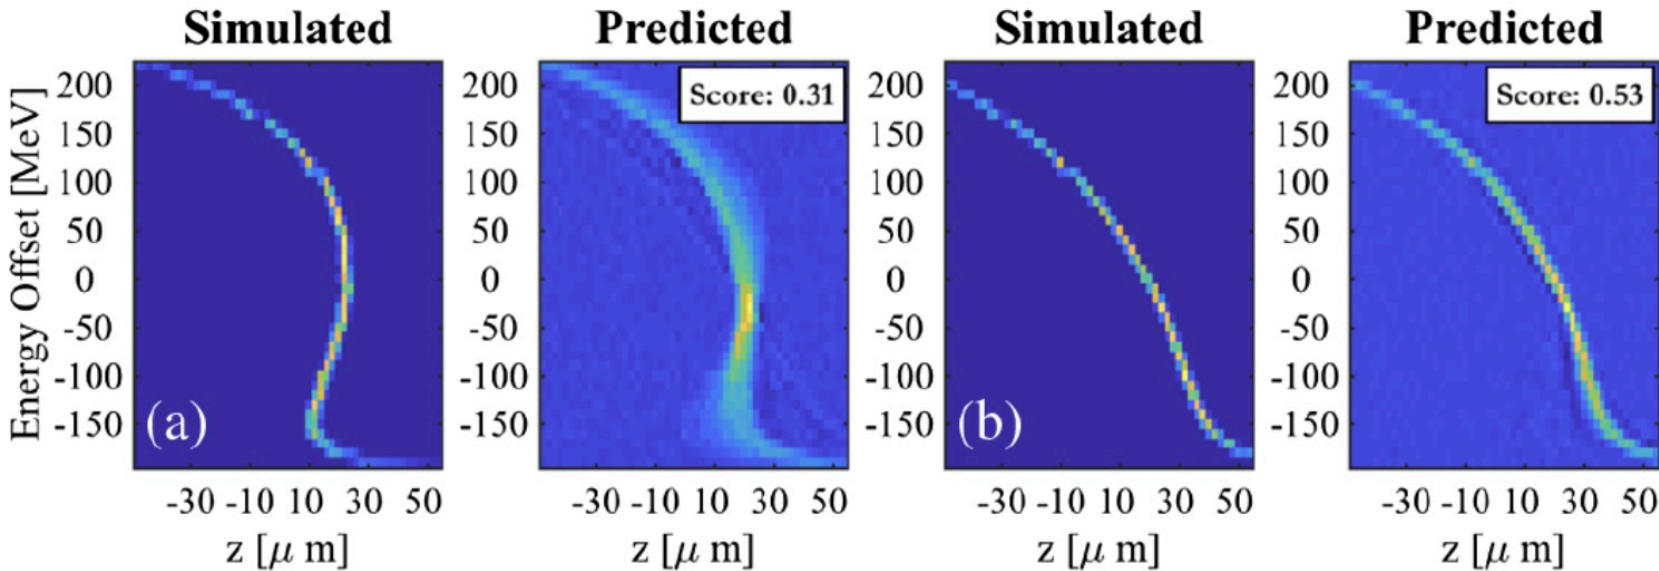 Simulated Predicted Simulated Predicted
Score: 0.31
Score: 0.53
Energy Offset [MeV]
200 200 200 200
150 150 150 150
100 100 100 100
50 50 50 50
0 0 0 0
-50 -50 -50 -50
-100 -100 -100 -100
-150 -150 -150 -150
(a)
(b)
-30 -10 10 30 50 -30 -10 10 30 50 -30 -10 10 30 50 -30 -10 10 30 50
z [μ m] z [μ m] z [μ m] z [μ m]